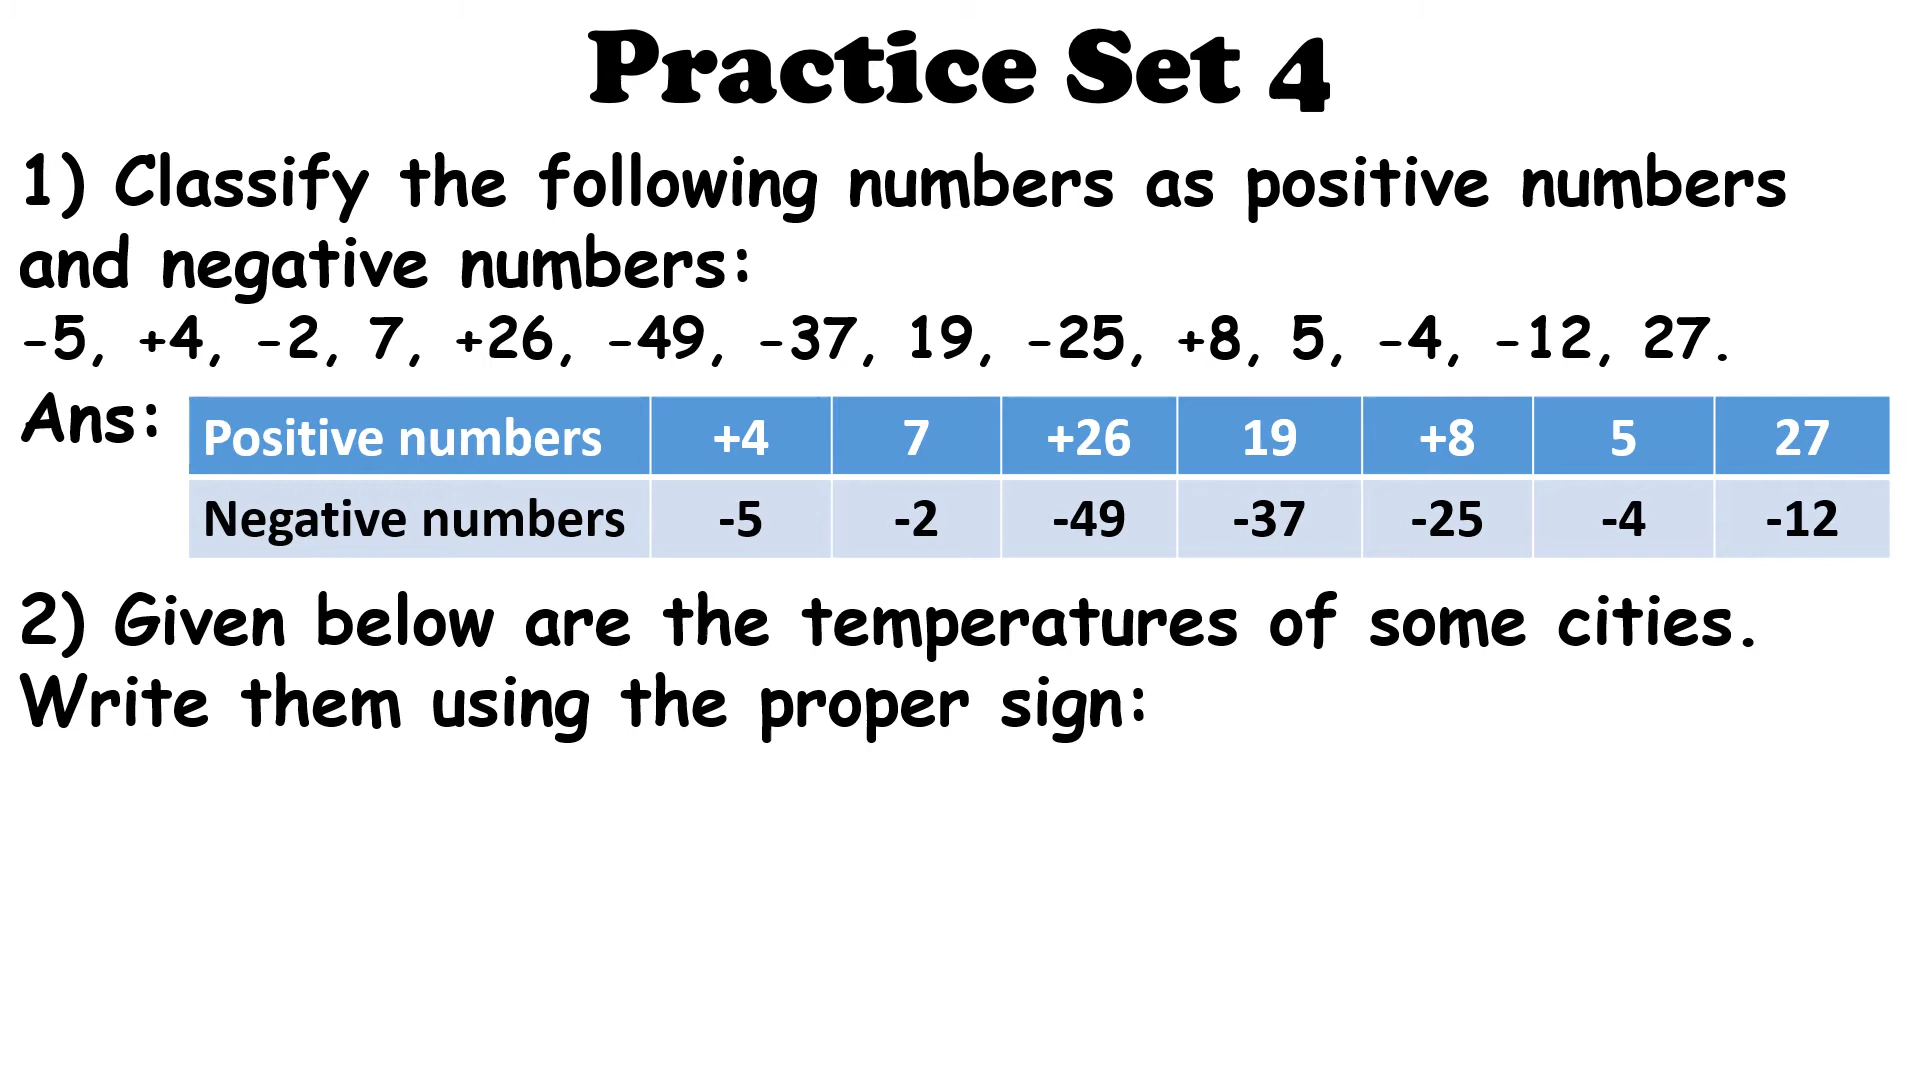 Practice Set 4
1) Classify the following numbers as positive numbers
and negative numbers:
-5, +4, -2, 7, +26, -49, -37, 19, -25, +8, 5, -4, -12, 27.
Ans:
Positive numbers +4 7 +26 19 +8 5 27
Negative numbers -5 -2 -49 -37 -25 -4 -12
2) Given below are the temperatures of some cities.
Write them using the proper sign: